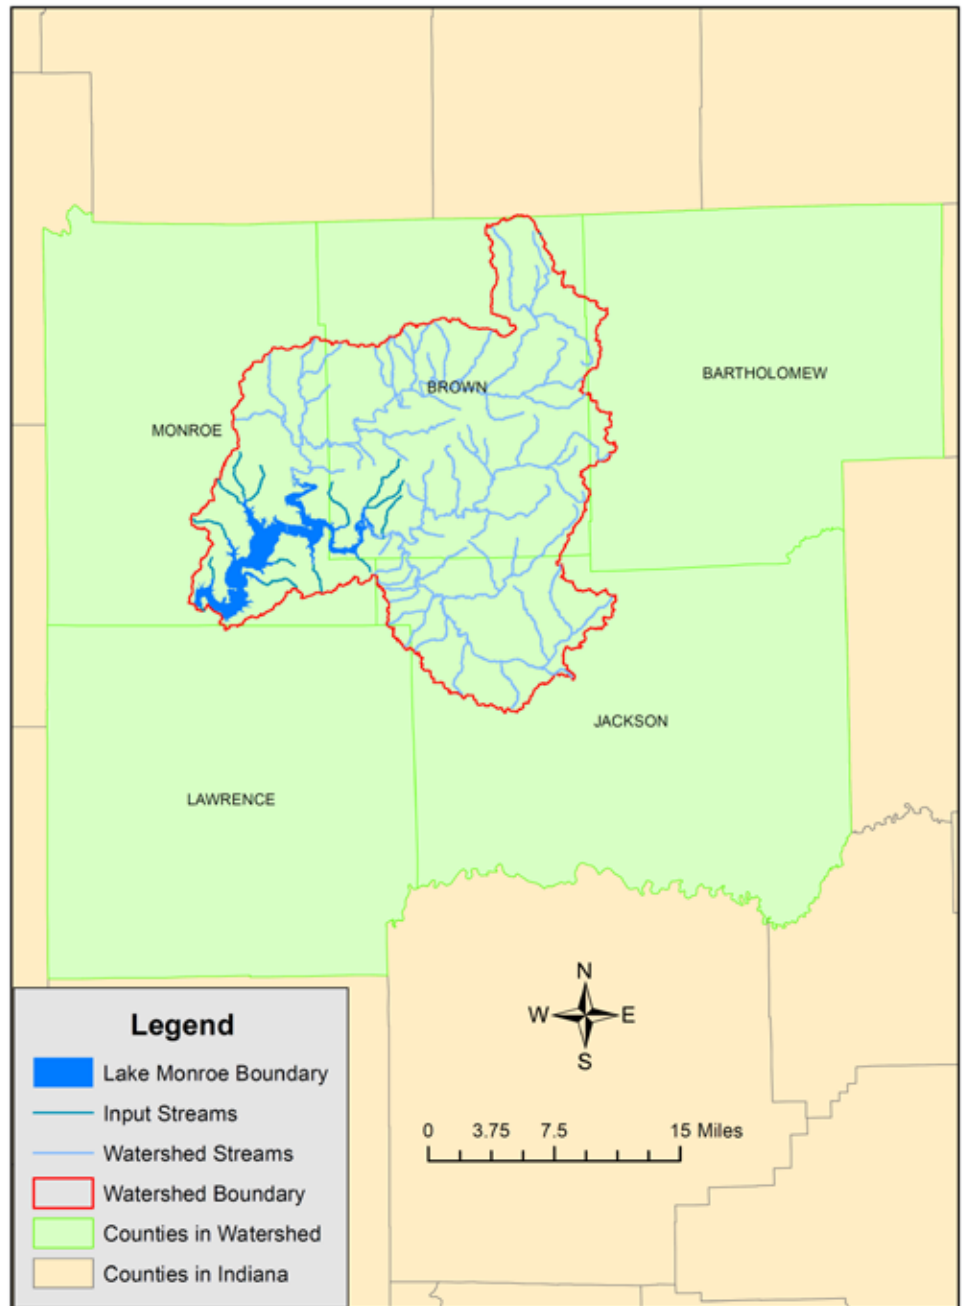 BROWN
BARTHOLOMEW
MONROE
JACKSON
LAWRENCE
N
W E
S
0 3.75 7.5 15 Miles
Legend
Lake Monroe Boundary
Input Streams
Watershed Streams
Watershed Boundary
Counties in Watershed
Counties in Indiana